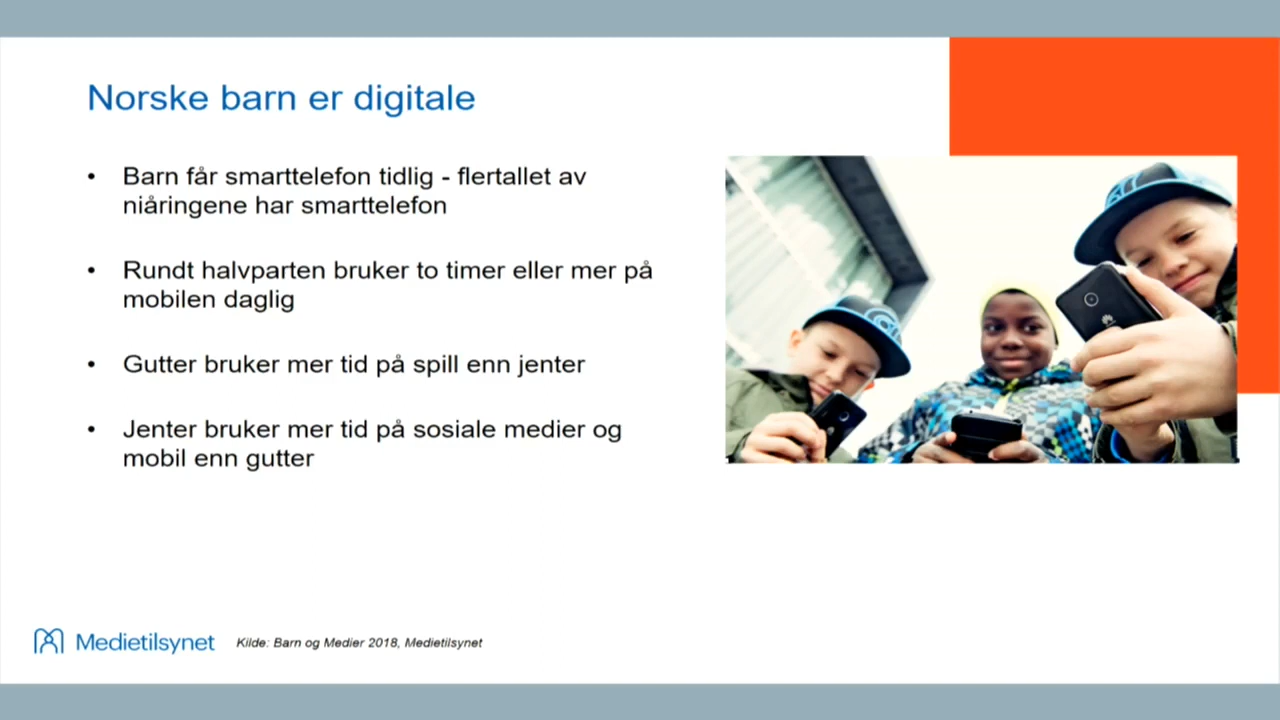 Norske barn er digitale
• Barn får smarttelefon tidlig - flertallet av
niåringene har smarttelefon
• Rundt halvparten bruker to timer eller mer på
mobilen daglig
• Gutter bruker mer tid på spill enn jenter
• Jenter bruker mer tid på sosiale medier og
mobil enn gutter
Medietilsynet
Kilde: Barn og Medier 2018, Medietilsynet